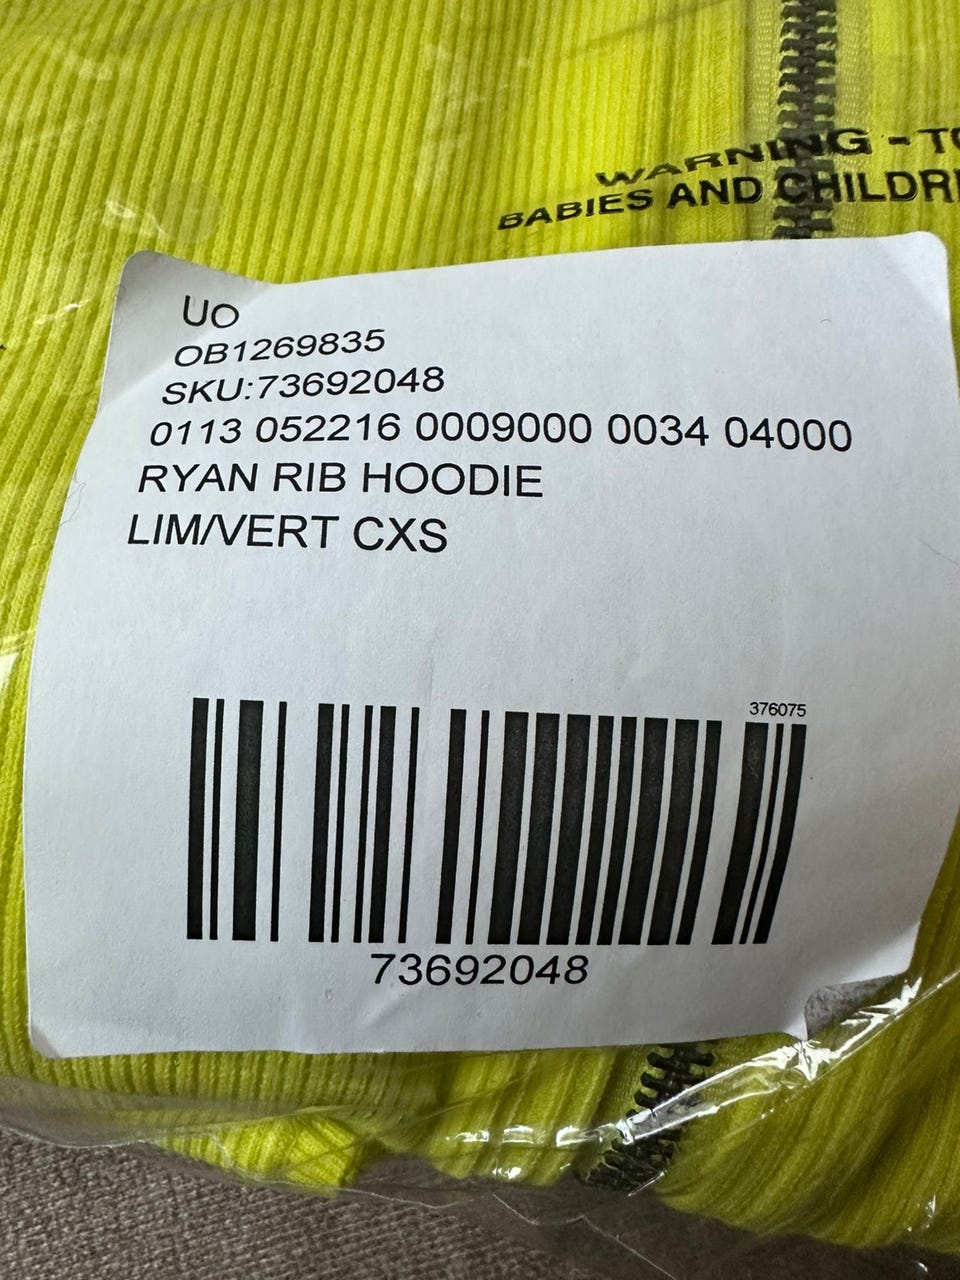 WARNING - TO
BABIES AND CHILDR
UO
OB1269835
SKU:73692048
0113 052216 0009000 0034 04000
RYAN RIB HOODIE
LIM/VERT CXS
376075
73692048